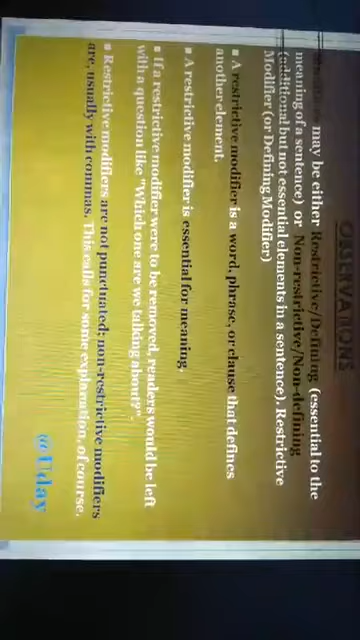 OBSERVATIONS
may be either Restrictive/Defining (essential to the
meaning of a sentence) or Non-restrictive/Non-defining
(additional but not essential elements in a sentence). Restrictive
Modifier (or Defining Modifier)
▪ A restrictive modifier is a word, phrase, or clause that defines
another element.
▪ A restrictive modifier is essential for meaning.
▪ If a restrictive modifier were to be removed, readers would be left
with a question like "Which one are we talking about?".
▪ Restrictive modifiers are not punctuated; non-restrictive modifiers
are, usually with commas. This calls for some explanation, of course.
@Uday